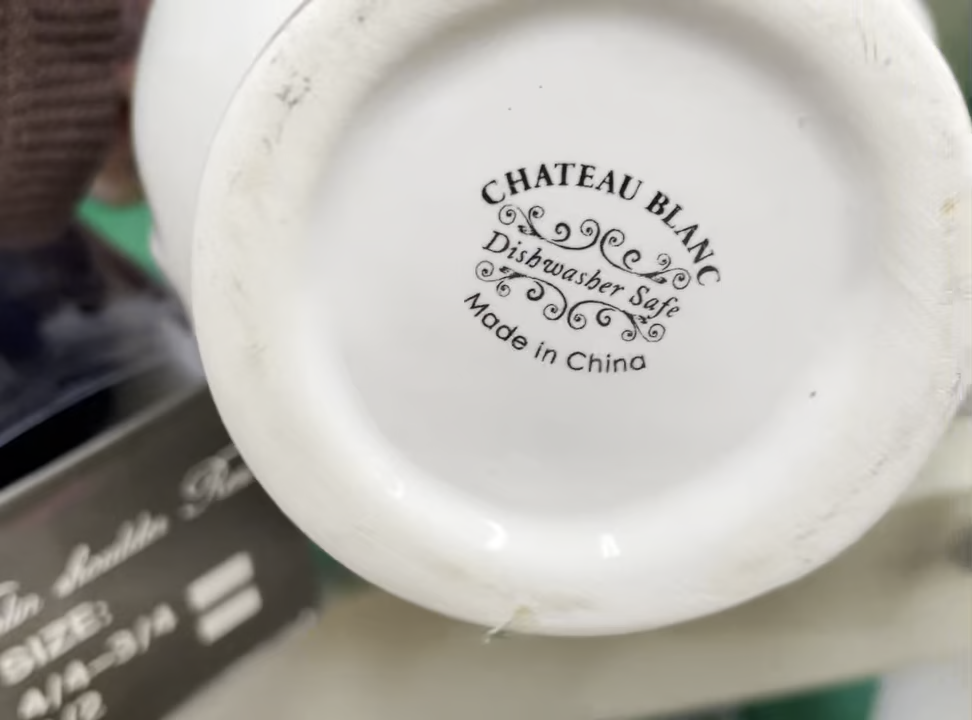 CHATEAU BLANC
Dishwasher Safe
Made in China
SIZE:
4/4-3/4